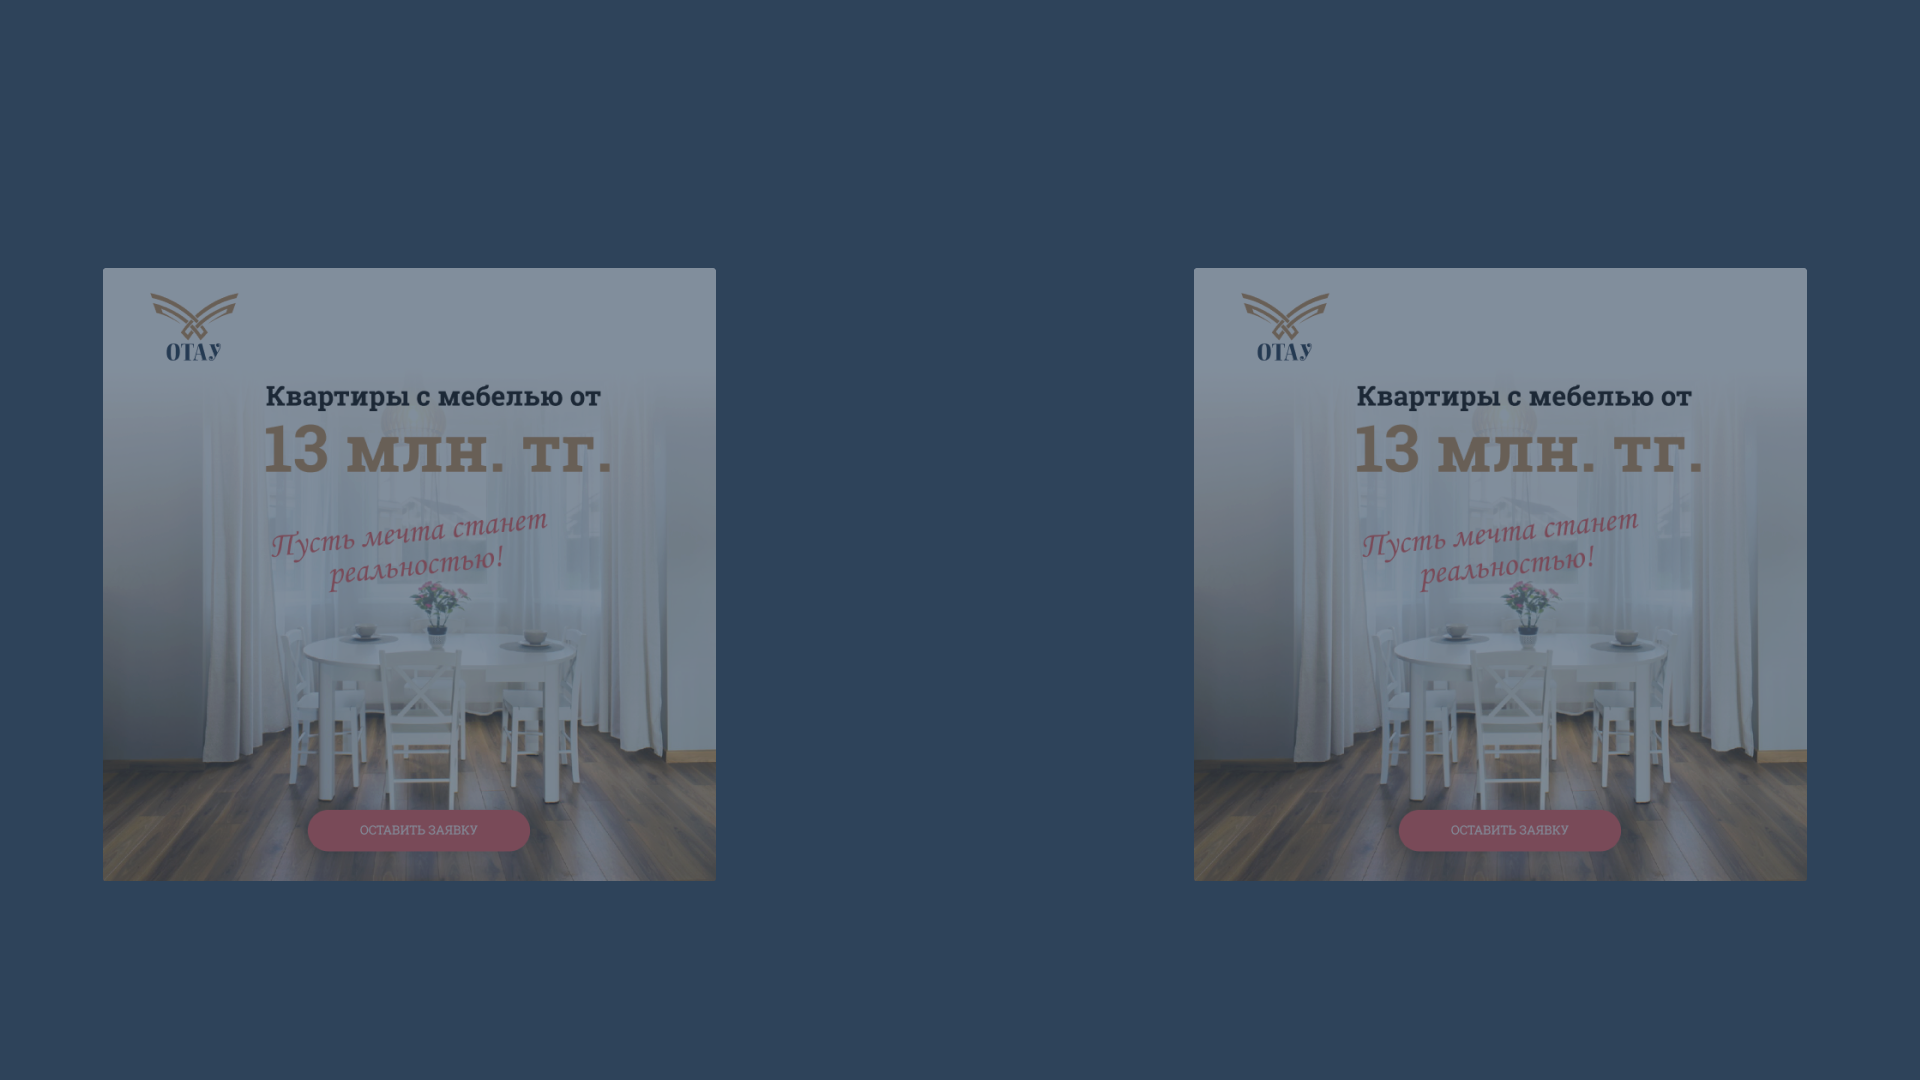 ОТАУ
Квартиры с мебелью от
13 млн. тг.
Пусть мечта станет
реальностью!
ОСТАВИТЬ ЗАЯВКУ
ОТАУ
Квартиры с мебелью от
13 млн. тг.
Пусть мечта станет
реальностью!
ОСТАВИТЬ ЗАЯВКУ